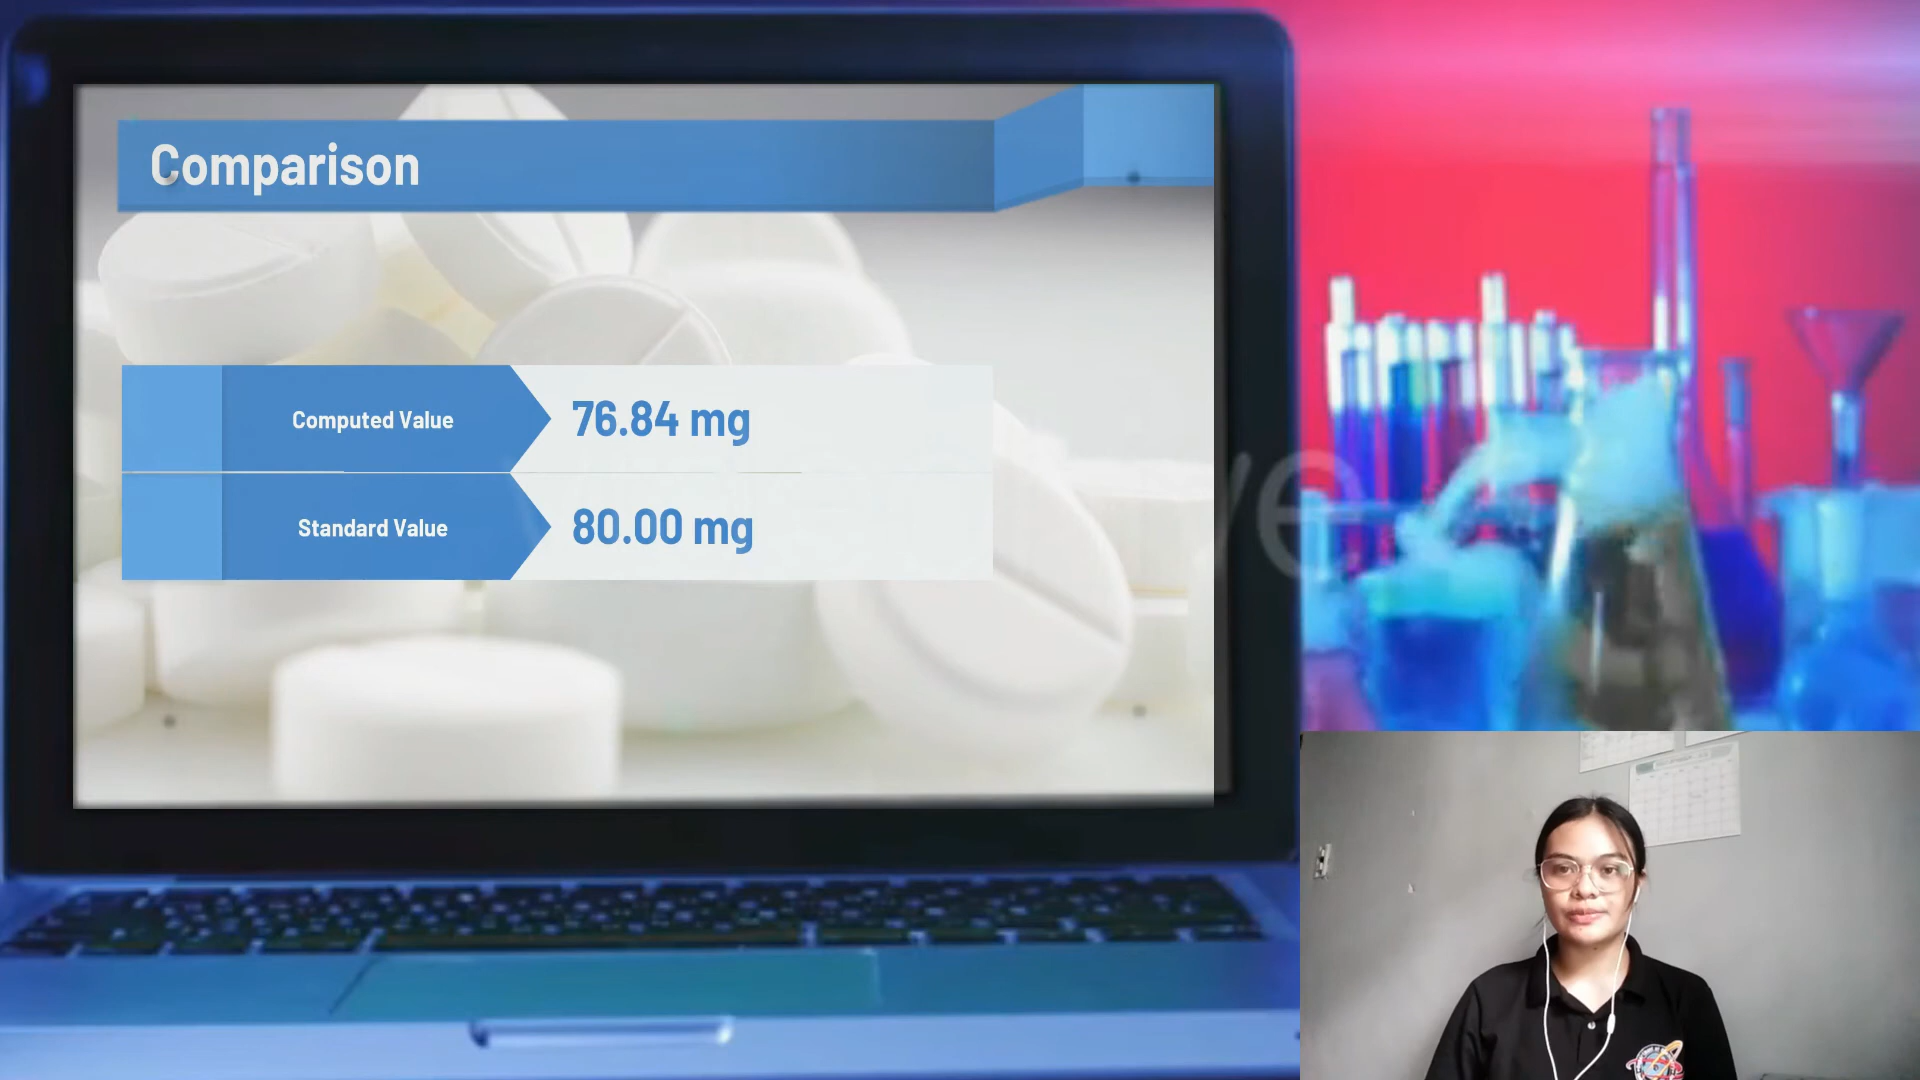 Comparison
Computed Value
76.84 mg
Standard Value
80.00 mg